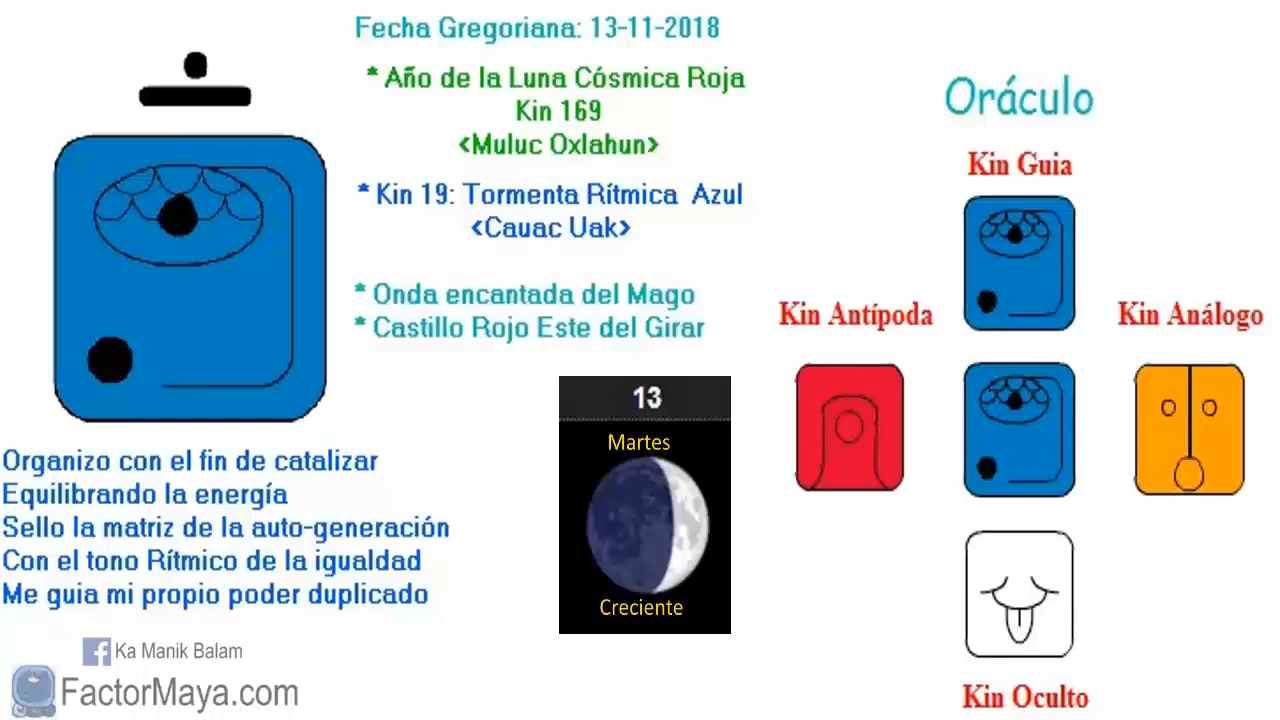 Fecha Gregoriana: 13-11-2018
* Año de la Luna Cósmica Roja
Kin 169
<Muluc Oxlahun>
* Kin 19: Tormenta Rítmica Azul
<Cauac Uak>
* Onda encantada del Mago
* Castillo Rojo Este del Girar
13
Martes
Creciente
Organizo con el fin de catalizar
Equilibrando la energía
Sello la matriz de la auto-generación
Con el tono Rítmico de la igualdad
Me guia mi propio poder duplicado
f Ka Manik Balam
FactorMaya.com
Oráculo
Kin Guia
Kin Antípoda
Kin Análogo
Kin Oculto